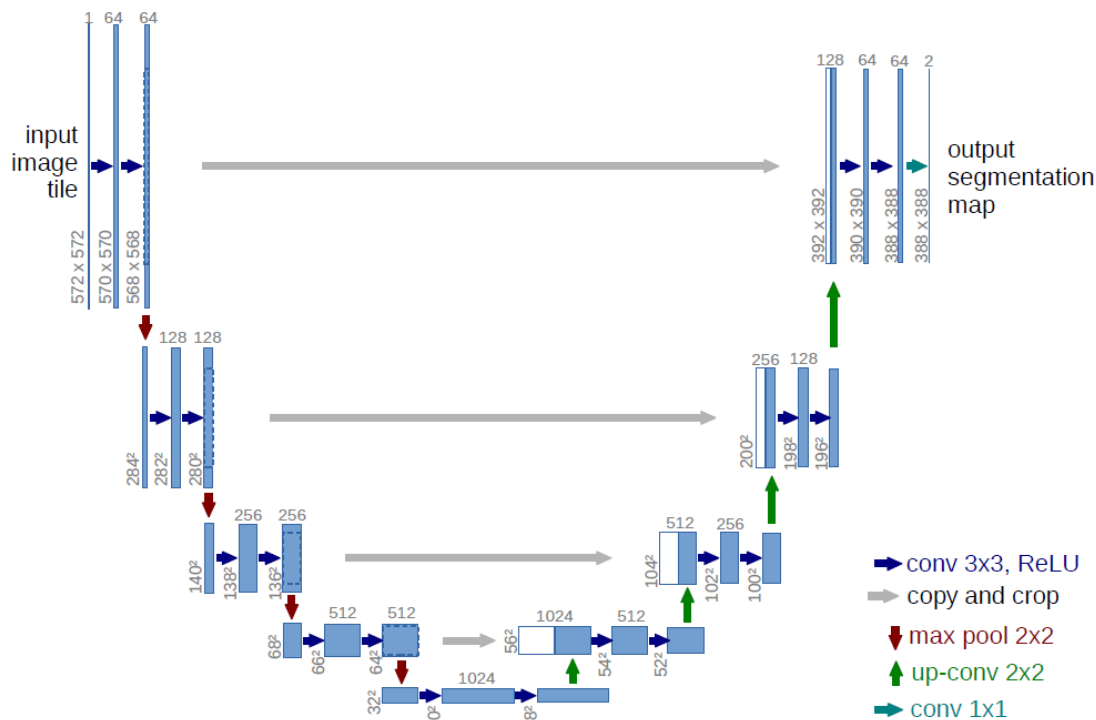 1 64 64
input
image
tile
572 x 572
570 x 570
568 x 568
128 64 64 2
output
segmentation
map
392 x 392
390 x 390
388 x 388
388 x 388
128 128
284²
282²
280²
256 128
200²
198²
196²
256 256
140²
138²
136²
512 256
104²
102²
100²
512 512
68²
66²
64²
1024 512
56²
54²
52²
1024
32²
0²
8²
conv 3x3, ReLU
copy and crop
max pool 2x2
up-conv 2x2
conv 1x1